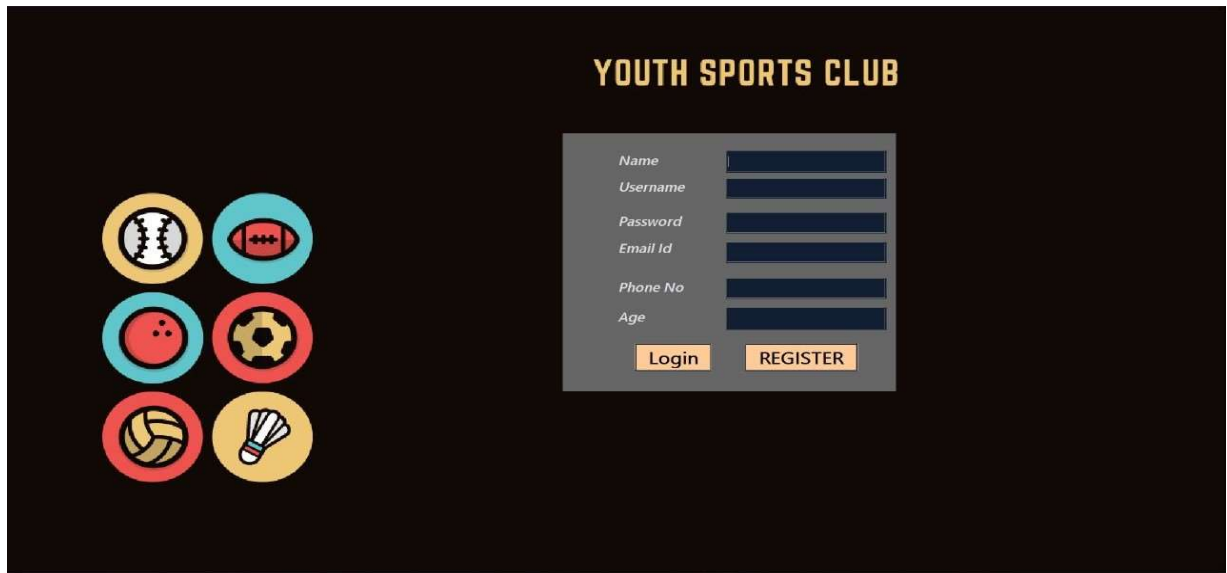 YOUTH SPORTS CLUB
Name
Username
Password
Email Id
Phone No
Age
Login REGISTER